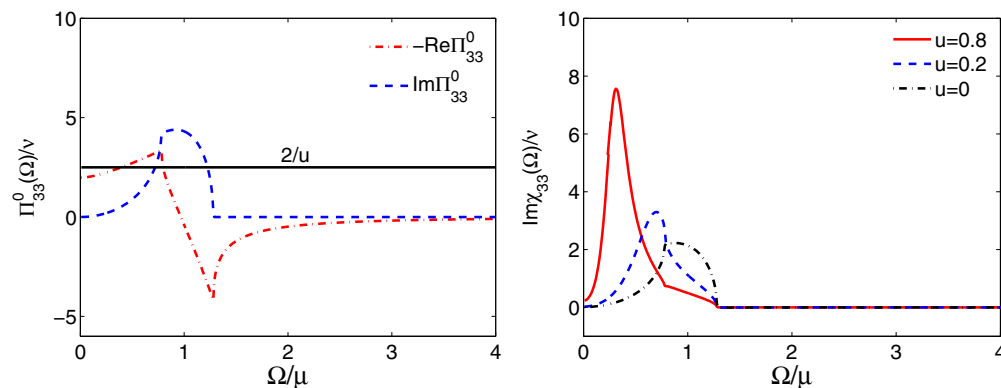 10
5
0
−5
Π⁰₃₃(Ω)/ν
−ReΠ⁰₃₃
ImΠ⁰₃₃
2/u
0 1 2 3 4
Ω/μ
10
8
6
4
2
0
Imχ₃₃(Ω)/ν
u=0.8
u=0.2
u=0
0 1 2 3 4
Ω/μ